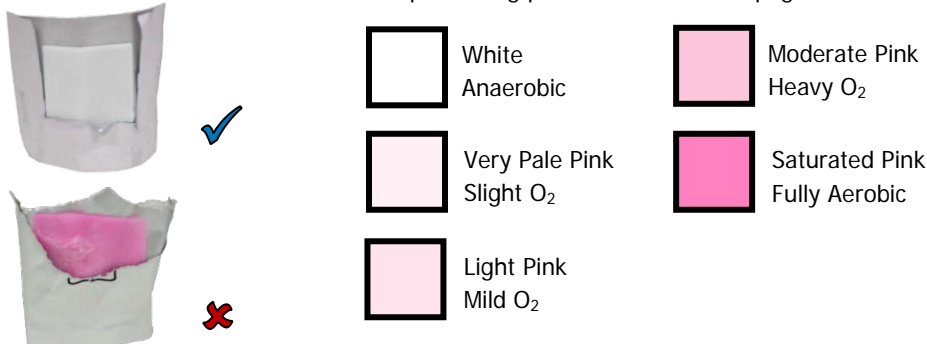 White
Anaerobic
Very Pale Pink
Slight O₂
Light Pink
Mild O₂
Moderate Pink
Heavy O₂
Saturated Pink
Fully Aerobic